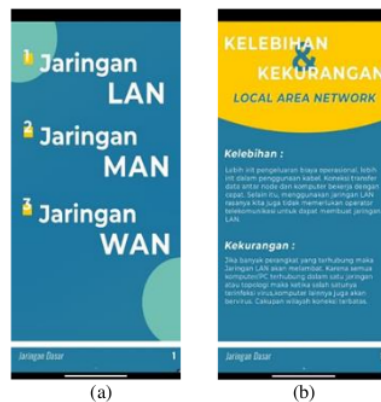 1 Jaringan
LAN
2 Jaringan
MAN
3 Jaringan
WAN
Jaringan Dasar
1
(a)
KELEBIHAN
&
KEKURANGAN
LOCAL AREA NETWORK
Kelebihan :
Lebih irit pengeluaran biaya operasional, lebih
irit dalam penggunaan kabel. Koneksi transfer
data antar node dan komputer bekerja dengan
cepat. Selain itu, menggunakan jaringan LAN
rasanya kita juga tidak memerlukan operator
telekomunikasi untuk dapat membuat jaringan
LAN.
Kekurangan :
Jika banyak perangkat yang terhubung maka
Jaringan LAN akan melambat. Karena semua
komputer/PC terhubung dalam satu jaringan
atau topologi maka ketika salah satunya
terinfeksi virus,komputer lainnya juga akan
bervirus. Cakupan wilayah koneksi terbatas.
Jaringan Dasar
(b)